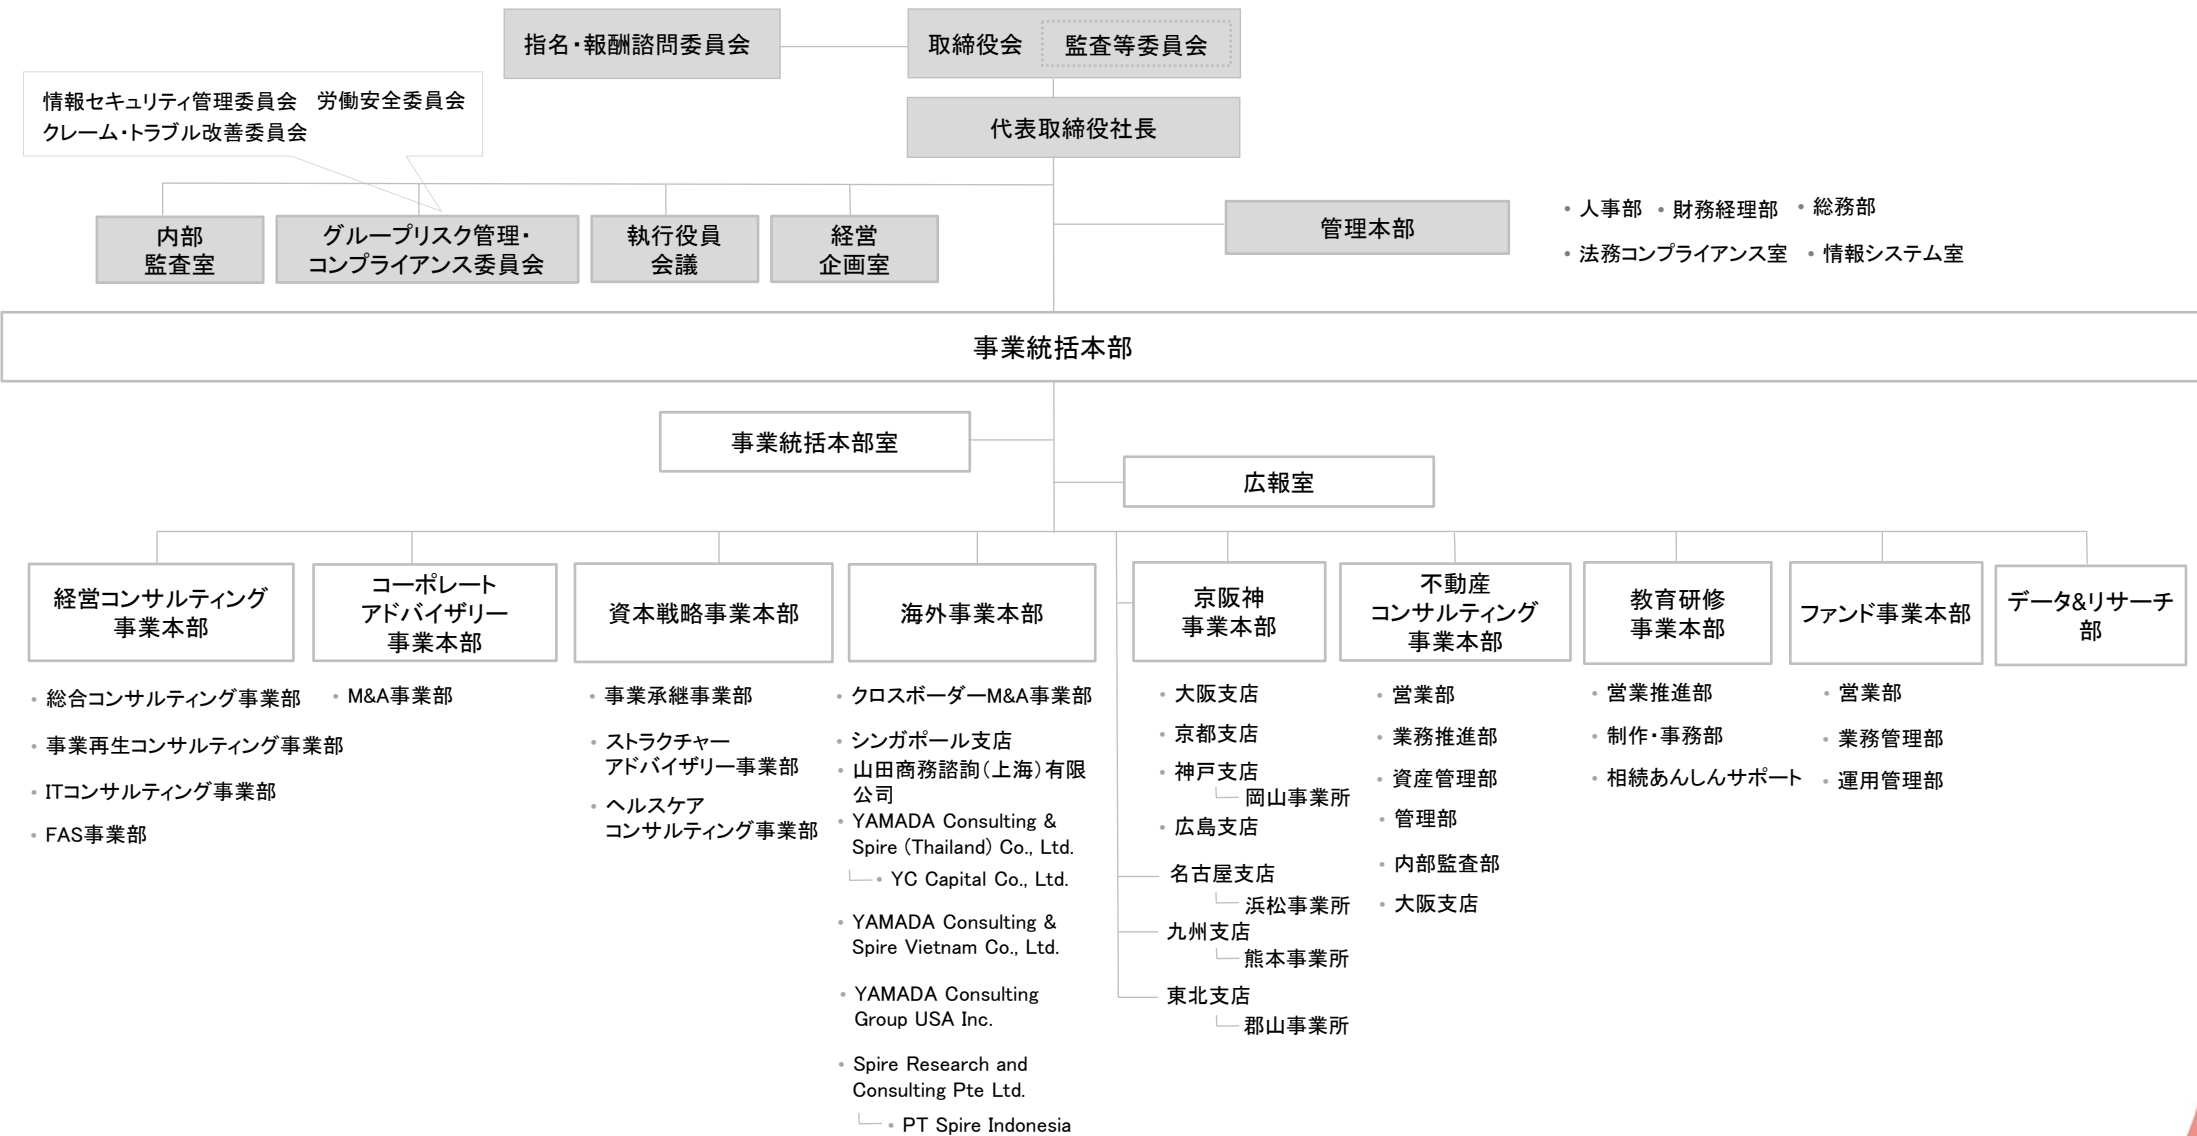 指名・報酬諮問委員会
取締役会
監査等委員会
情報セキュリティ管理委員会　労働安全委員会
クレーム・トラブル改善委員会
代表取締役社長
内部
監査室
グループリスク管理・
コンプライアンス委員会
執行役員
会議
経営
企画室
管理本部
• 人事部 • 財務経理部 • 総務部
• 法務コンプライアンス室 • 情報システム室
事業統括本部
事業統括本部室
広報室
経営コンサルティング
事業本部
• 総合コンサルティング事業部
• 事業再生コンサルティング事業部
• ITコンサルティング事業部
• FAS事業部
コーポレート
アドバイザリー
事業本部
• M&A事業部
資本戦略事業本部
• 事業承継事業部
• ストラクチャー
アドバイザリー事業部
• ヘルスケア
コンサルティング事業部
海外事業本部
• クロスボーダーM&A事業部
• シンガポール支店
• 山田商務諮詢（上海）有限
公司
• YAMADA Consulting &
Spire (Thailand) Co., Ltd.
• YC Capital Co., Ltd.
• YAMADA Consulting &
Spire Vietnam Co., Ltd.
• YAMADA Consulting
Group USA Inc.
• Spire Research and
Consulting Pte Ltd.
• PT Spire Indonesia
京阪神
事業本部
• 大阪支店
• 京都支店
• 神戸支店
岡山事業所
• 広島支店
名古屋支店
浜松事業所
九州支店
熊本事業所
東北支店
郡山事業所
不動産
コンサルティング
事業本部
• 営業部
• 業務推進部
• 資産管理部
• 管理部
• 内部監査部
• 大阪支店
教育研修
事業本部
• 営業推進部
• 制作・事務部
• 相続あんしんサポート
ファンド事業本部
• 営業部
• 業務管理部
• 運用管理部
データ&リサーチ
部